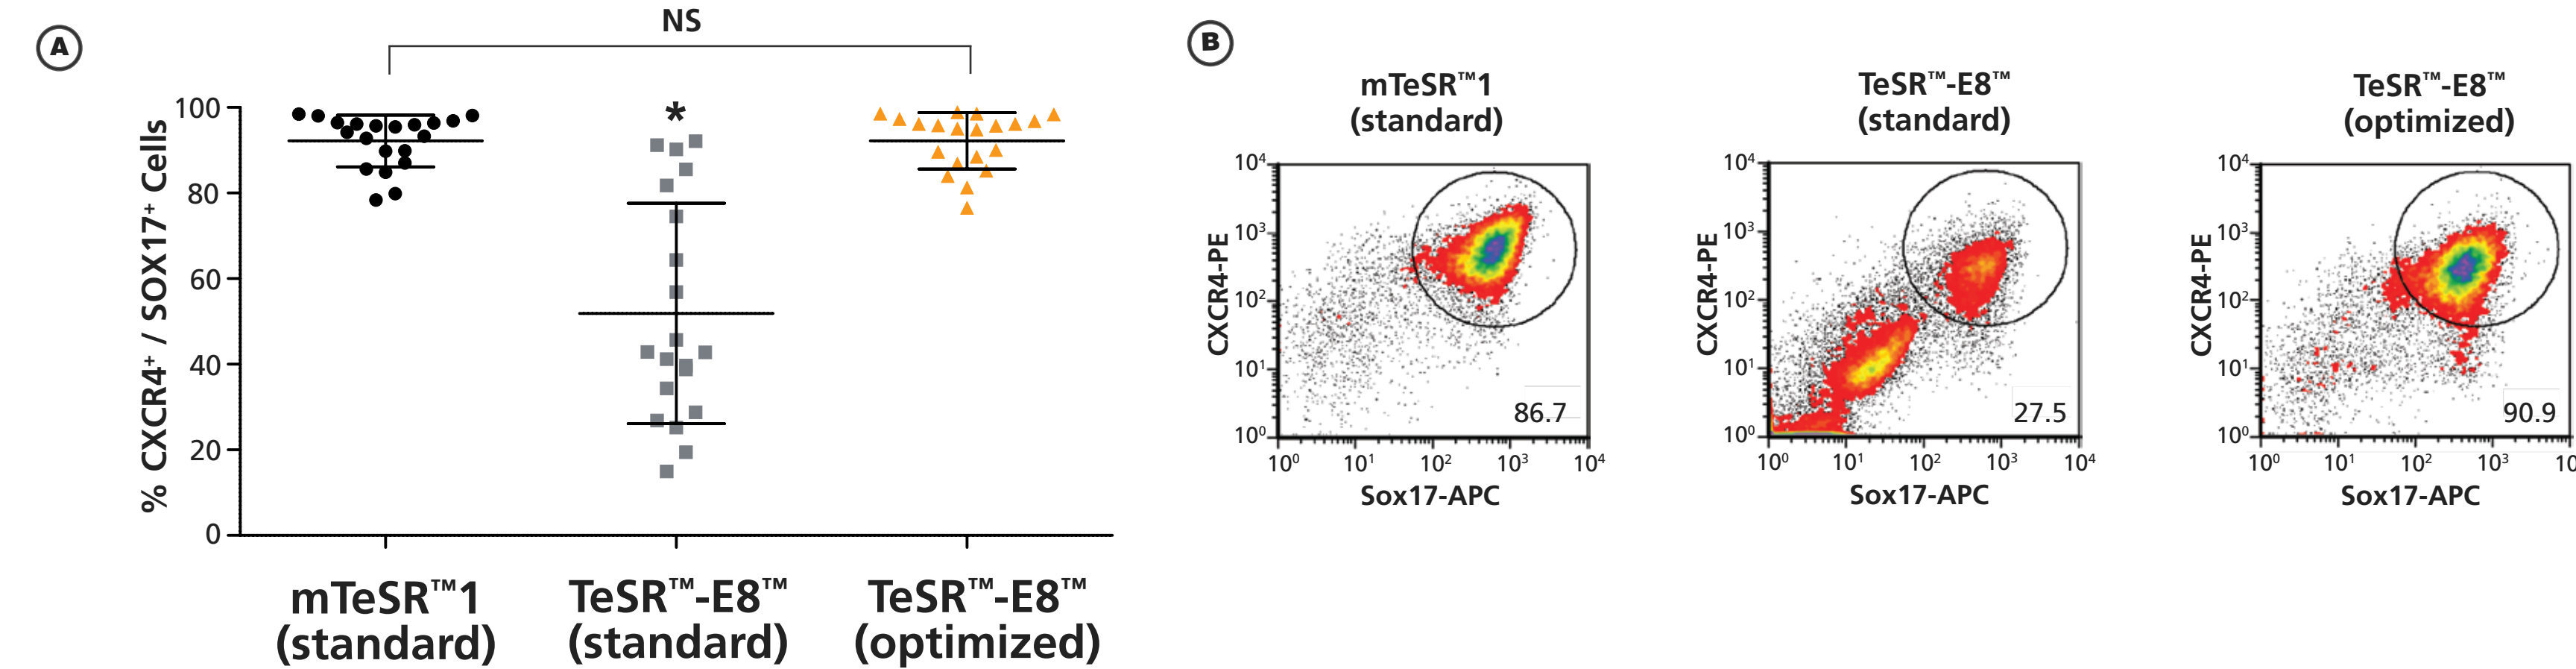 A
NS
*
% CXCR4⁺ / SOX17⁺ Cells
100
80
60
40
20
0
mTeSR™1
(standard)
TeSR™-E8™
(standard)
TeSR™-E8™
(optimized)
B
mTeSR™1
(standard)
CXCR4-PE
10⁴
10³
10²
10¹
10⁰
86.7
10⁰ 10¹ 10² 10³ 10⁴
Sox17-APC
TeSR™-E8™
(standard)
CXCR4-PE
10⁴
10³
10²
10¹
10⁰
27.5
10⁰ 10¹ 10² 10³ 10⁴
Sox17-APC
TeSR™-E8™
(optimized)
CXCR4-PE
10⁴
10³
10²
10¹
10⁰
90.9
10⁰ 10¹ 10² 10³ 10
Sox17-APC